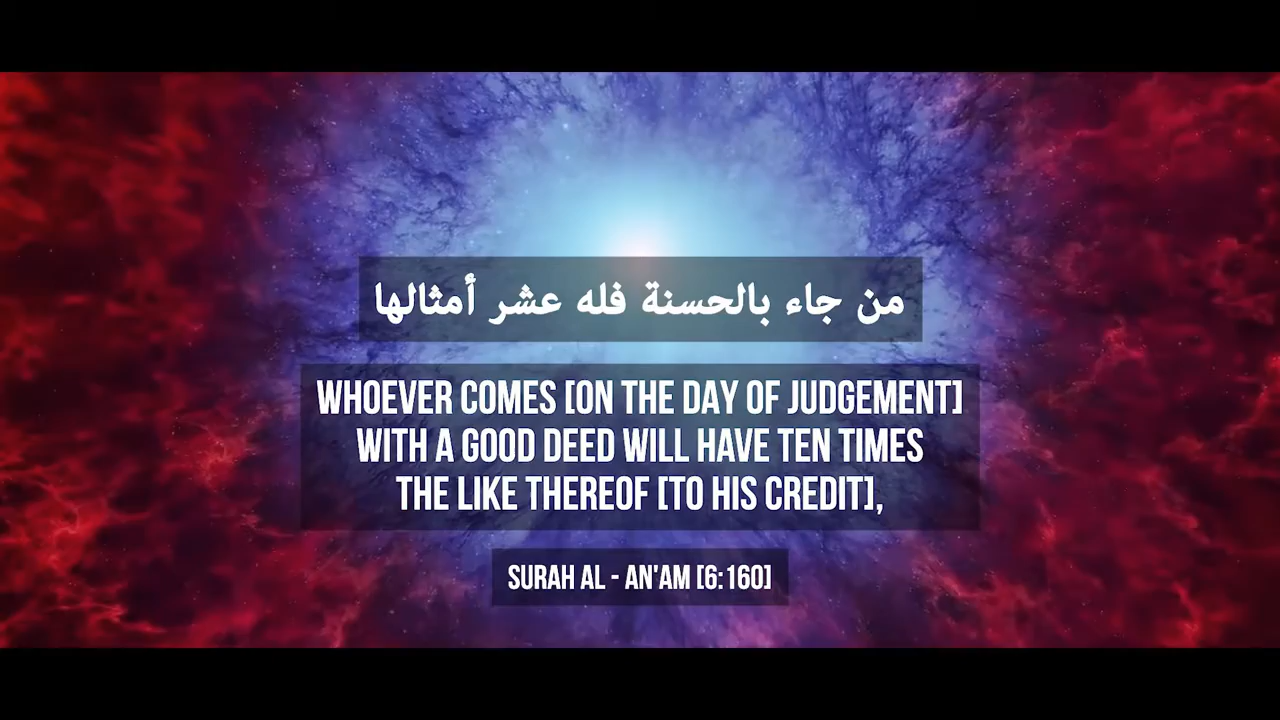 من جاء بالحسنة فله عشر أمثالها
WHOEVER COMES [ON THE DAY OF JUDGEMENT]
WITH A GOOD DEED WILL HAVE TEN TIMES
THE LIKE THEREOF [TO HIS CREDIT],
SURAH AL - AN'AM [6:160]